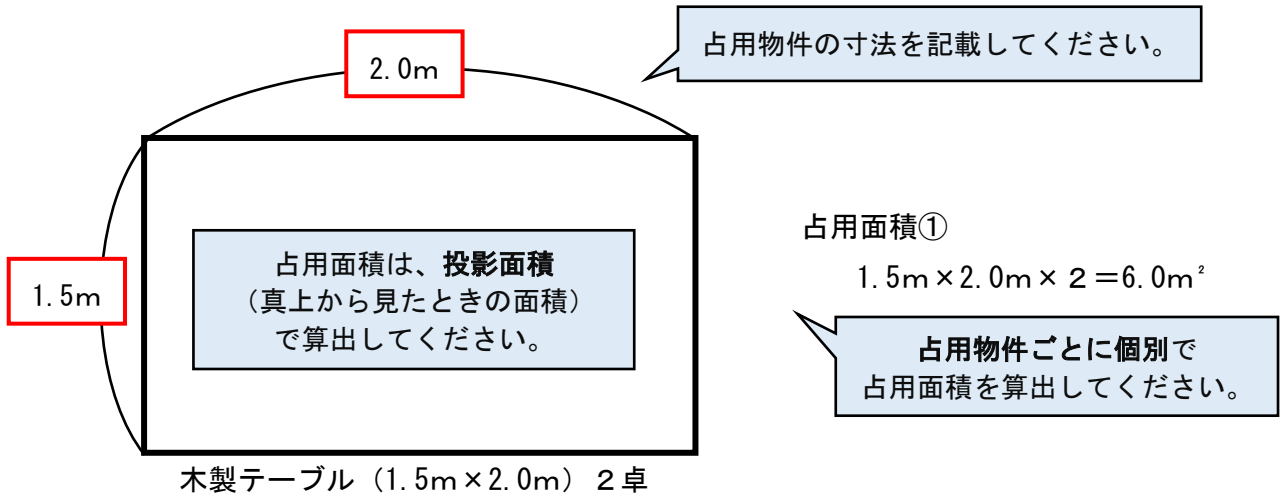 占用物件の寸法を記載してください。
2.0m
占用面積①
1.5m×2.0m×２＝6.0㎡
占用面積は、投影面積
（真上から見たときの面積）
で算出してください。
1.5m
占用物件ごとに個別で
占用面積を算出してください。
木製テーブル（1.5m×2.0m）２卓